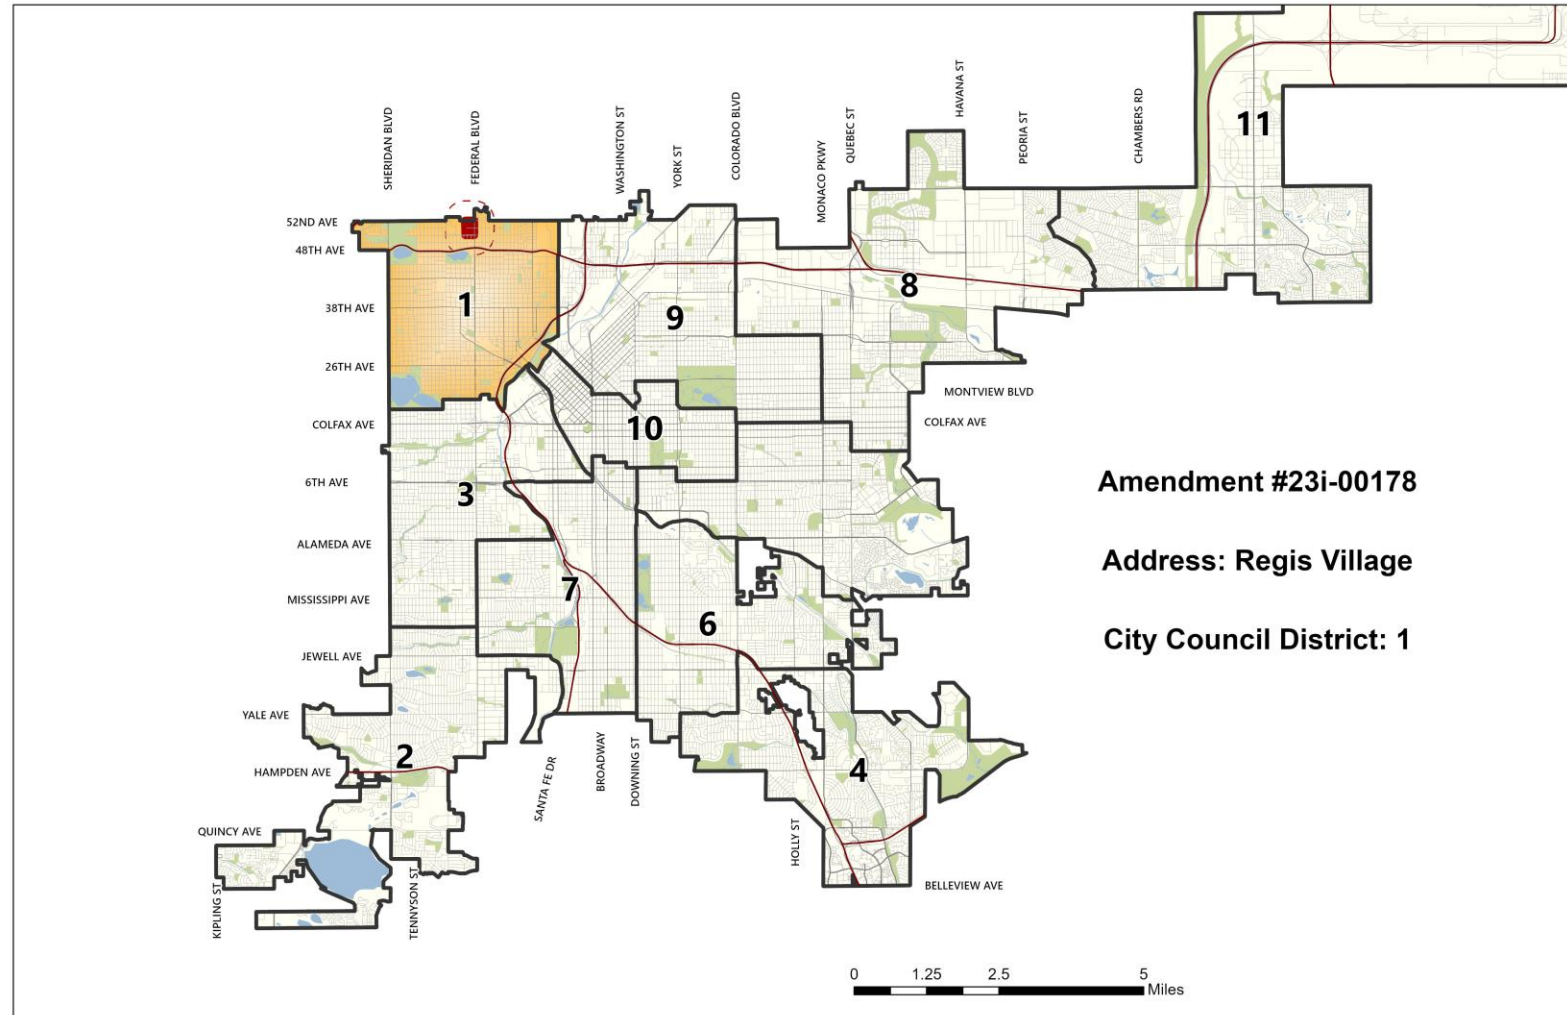 SHERIDAN BLVD
FEDERAL BLVD
WASHINGTON ST
YORK ST
COLORADO BLVD
MONACO PKWY
QUEBEC ST
HAVANA ST
PEORIA ST
CHAMBERS RD
11
52ND AVE
48TH AVE
38TH AVE
26TH AVE
COLFAX AVE
6TH AVE
ALAMEDA AVE
MISSISSIPPI AVE
JEWELL AVE
YALE AVE
HAMPDEN AVE
QUINCY AVE
1
9
8
10
3
7
6
2
4
MONTVIEW BLVD
COLFAX AVE
Amendment #23i-00178
Address: Regis Village
City Council District: 1
SANTA FE DR
BROADWAY
DOWNING ST
HOLLY ST
KIPLING ST
TENNYSON ST
BELLEVIEW AVE
0 1.25 2.5 5
Miles